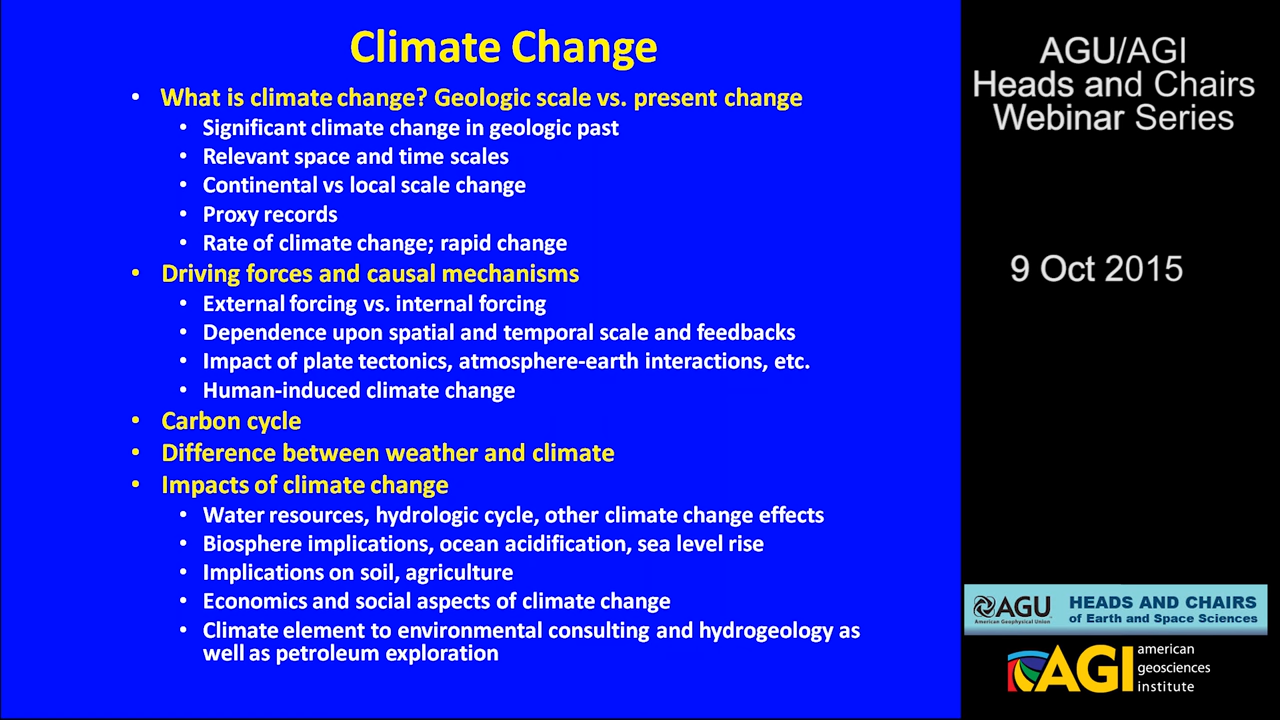 Climate Change
• What is climate change? Geologic scale vs. present change
• Significant climate change in geologic past
• Relevant space and time scales
• Continental vs local scale change
• Proxy records
• Rate of climate change; rapid change
• Driving forces and causal mechanisms
• External forcing vs. internal forcing
• Dependence upon spatial and temporal scale and feedbacks
• Impact of plate tectonics, atmosphere-earth interactions, etc.
• Human-induced climate change
• Carbon cycle
• Difference between weather and climate
• Impacts of climate change
• Water resources, hydrologic cycle, other climate change effects
• Biosphere implications, ocean acidification, sea level rise
• Implications on soil, agriculture
• Economics and social aspects of climate change
• Climate element to environmental consulting and hydrogeology as
well as petroleum exploration
AGU/AGI
Heads and Chairs
Webinar Series
9 Oct 2015
AGU
American Geophysical Union
HEADS AND CHAIRS
of Earth and Space Sciences
AGI
american
geosciences
institute